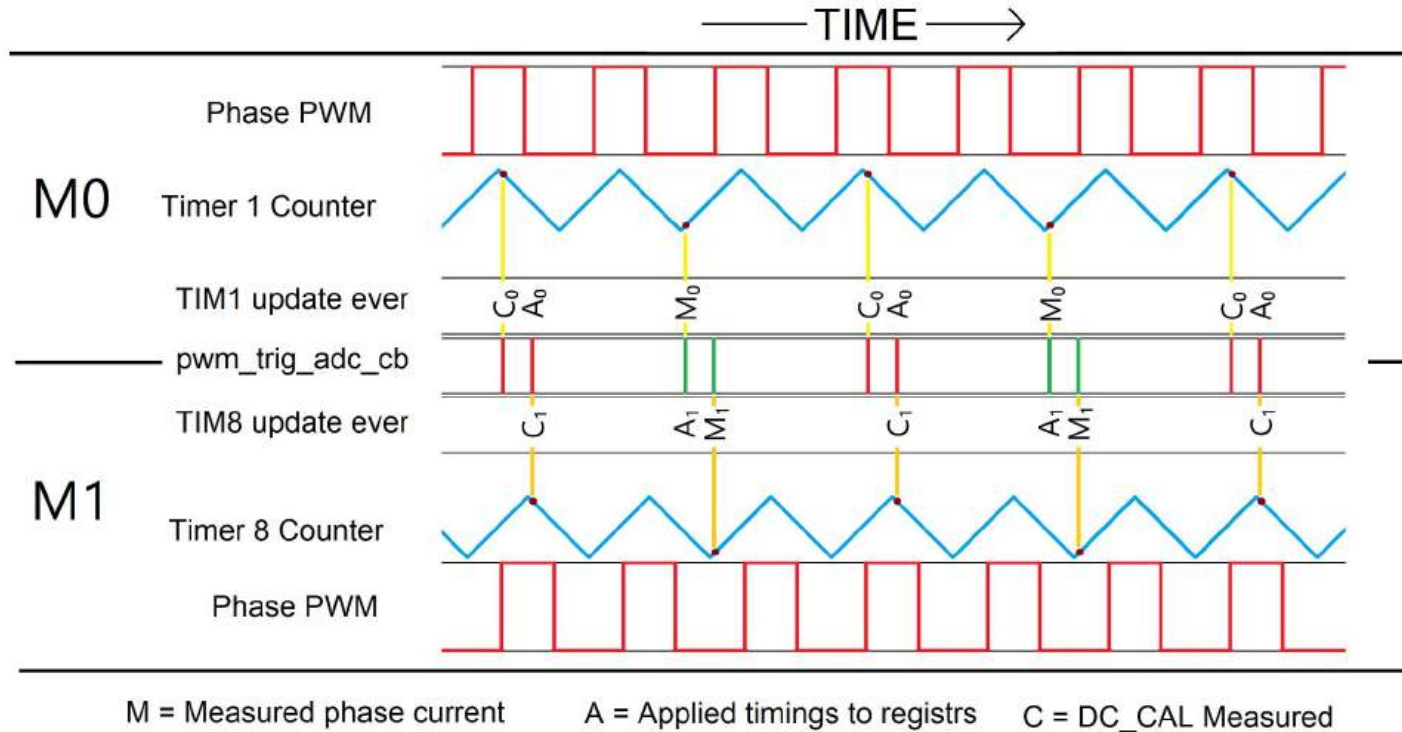 TIME
Phase PWM
M0
Timer 1 Counter
TIM1 update ever
C₀ A₀ M₀ C₀ A₀ M₀ C₀ A₀
pwm_trig_adc_cb
TIM8 update ever
C₁ A₁ M₁ C₁ A₁ M₁ C₁
M1
Timer 8 Counter
Phase PWM
M = Measured phase current A = Applied timings to registrs C = DC_CAL Measured